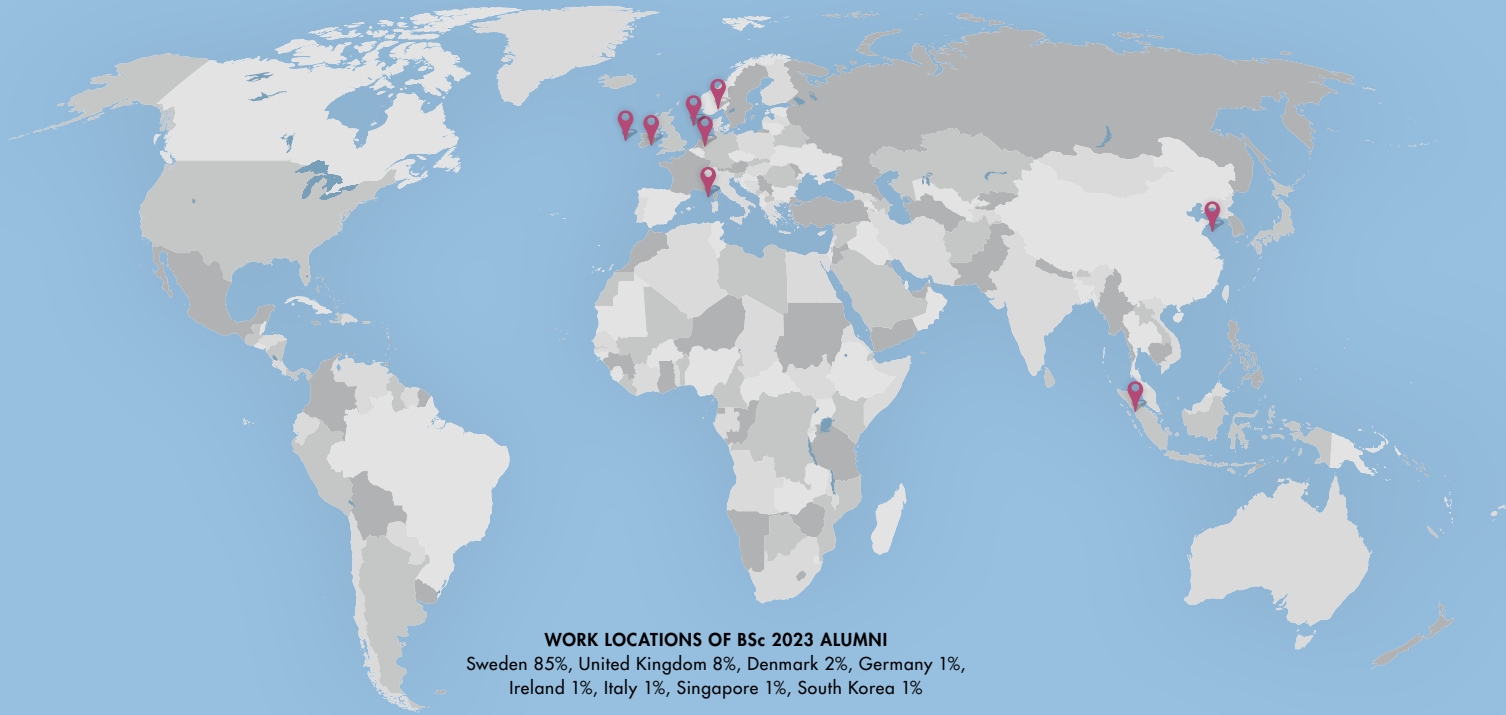 WORK LOCATIONS OF BSc 2023 ALUMNI
Sweden 85%, United Kingdom 8%, Denmark 2%, Germany 1%,
Ireland 1%, Italy 1%, Singapore 1%, South Korea 1%